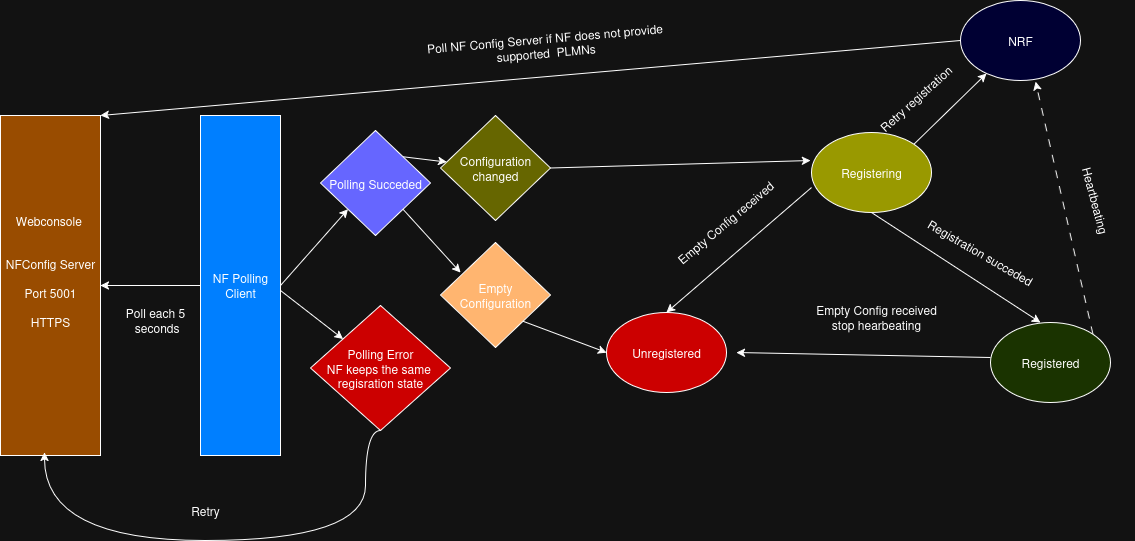 Poll NF Config Server if NF does not provide
supported PLMNs
NRF
Retry registration
Webconsole
NFConfig Server
Port 5001
HTTPS
Poll each 5
seconds
NF Polling
Client
Polling Succeded
Configuration
changed
Empty
Configuration
Polling Error
NF keeps the same
regisration state
Retry
Registering
Empty Config received
Registration succeded
Heartbeating
Unregistered
Empty Config received
stop hearbeating
Registered